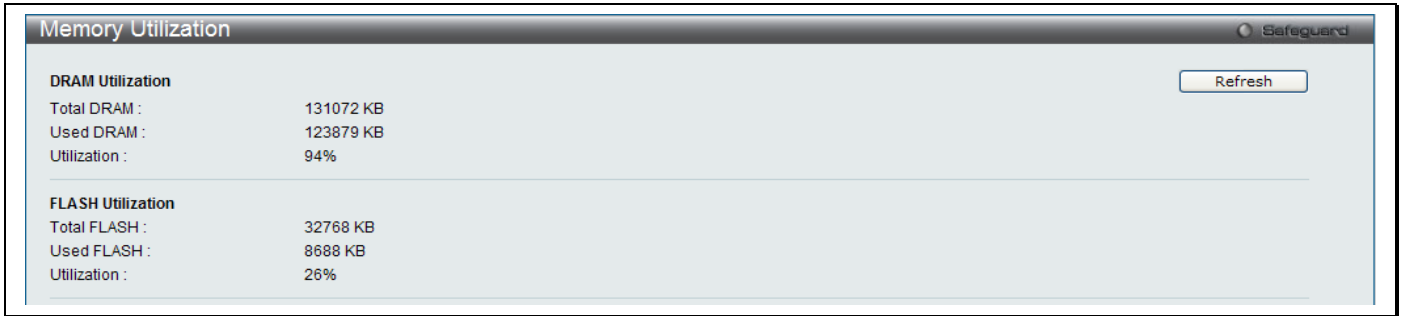 Memory Utilization
Safeguard
DRAM Utilization
Refresh
Total DRAM : 131072 KB
Used DRAM : 123879 KB
Utilization : 94%
FLASH Utilization
Total FLASH : 32768 KB
Used FLASH : 8688 KB
Utilization : 26%